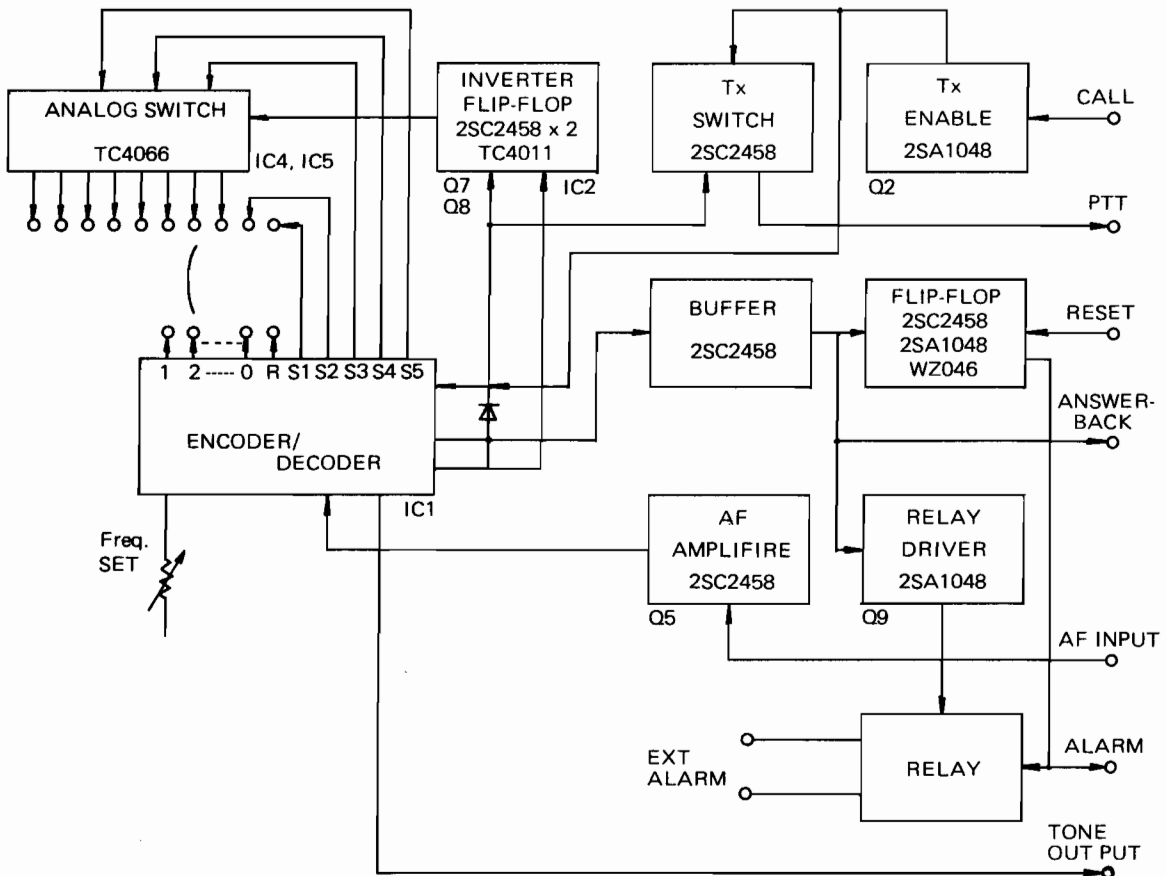 ANALOG SWITCH
TC4066
IC4, IC5
INVERTER
FLIP-FLOP
2SC2458 x 2
TC4011
Q7
Q8
IC2
Tx
SWITCH
2SC2458
Tx
ENABLE
2SA1048
Q2
CALL
PTT
BUFFER
2SC2458
FLIP-FLOP
2SC2458
2SA1048
WZ046
RESET
ANSWER-
BACK
1 2 ----- 0 R S1 S2 S3 S4 S5
ENCODER/
DECODER
IC1
Freq.
SET
AF
AMPLIFIRE
2SC2458
Q5
RELAY
DRIVER
2SA1048
Q9
AF INPUT
EXT
ALARM
RELAY
ALARM
TONE
OUT PUT